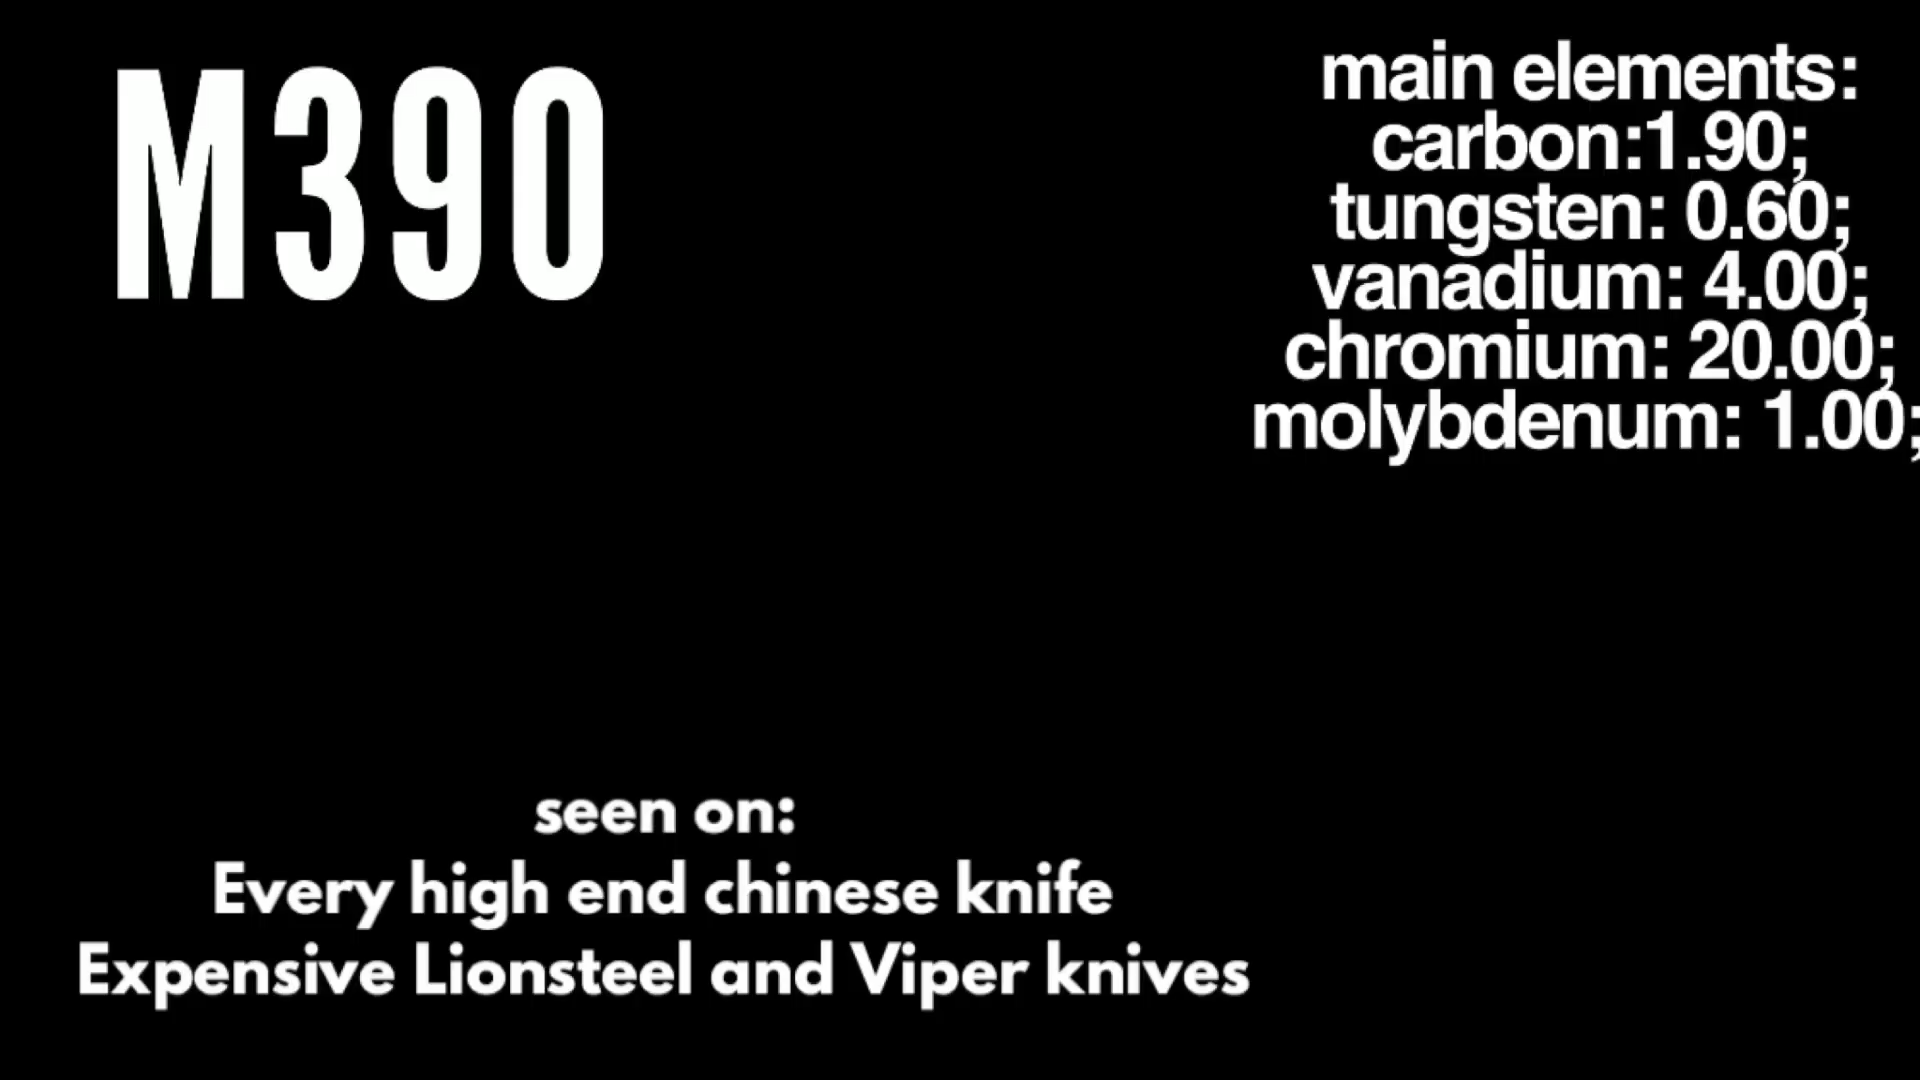 M390
main elements:
carbon:1.90;
tungsten: 0.60;
vanadium: 4.00;
chromium: 20.00;
molybdenum: 1.00;
seen on:
Every high end chinese knife
Expensive Lionsteel and Viper knives